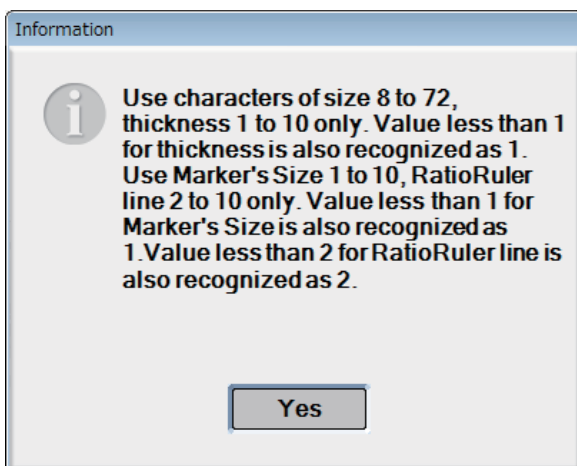 Information
Use characters of size 8 to 72,
thickness 1 to 10 only. Value less than 1
for thickness is also recognized as 1.
Use Marker's Size 1 to 10, RatioRuler
line 2 to 10 only. Value less than 1 for
Marker's Size is also recognized as
1.Value less than 2 for RatioRuler line is
also recognized as 2.
Yes